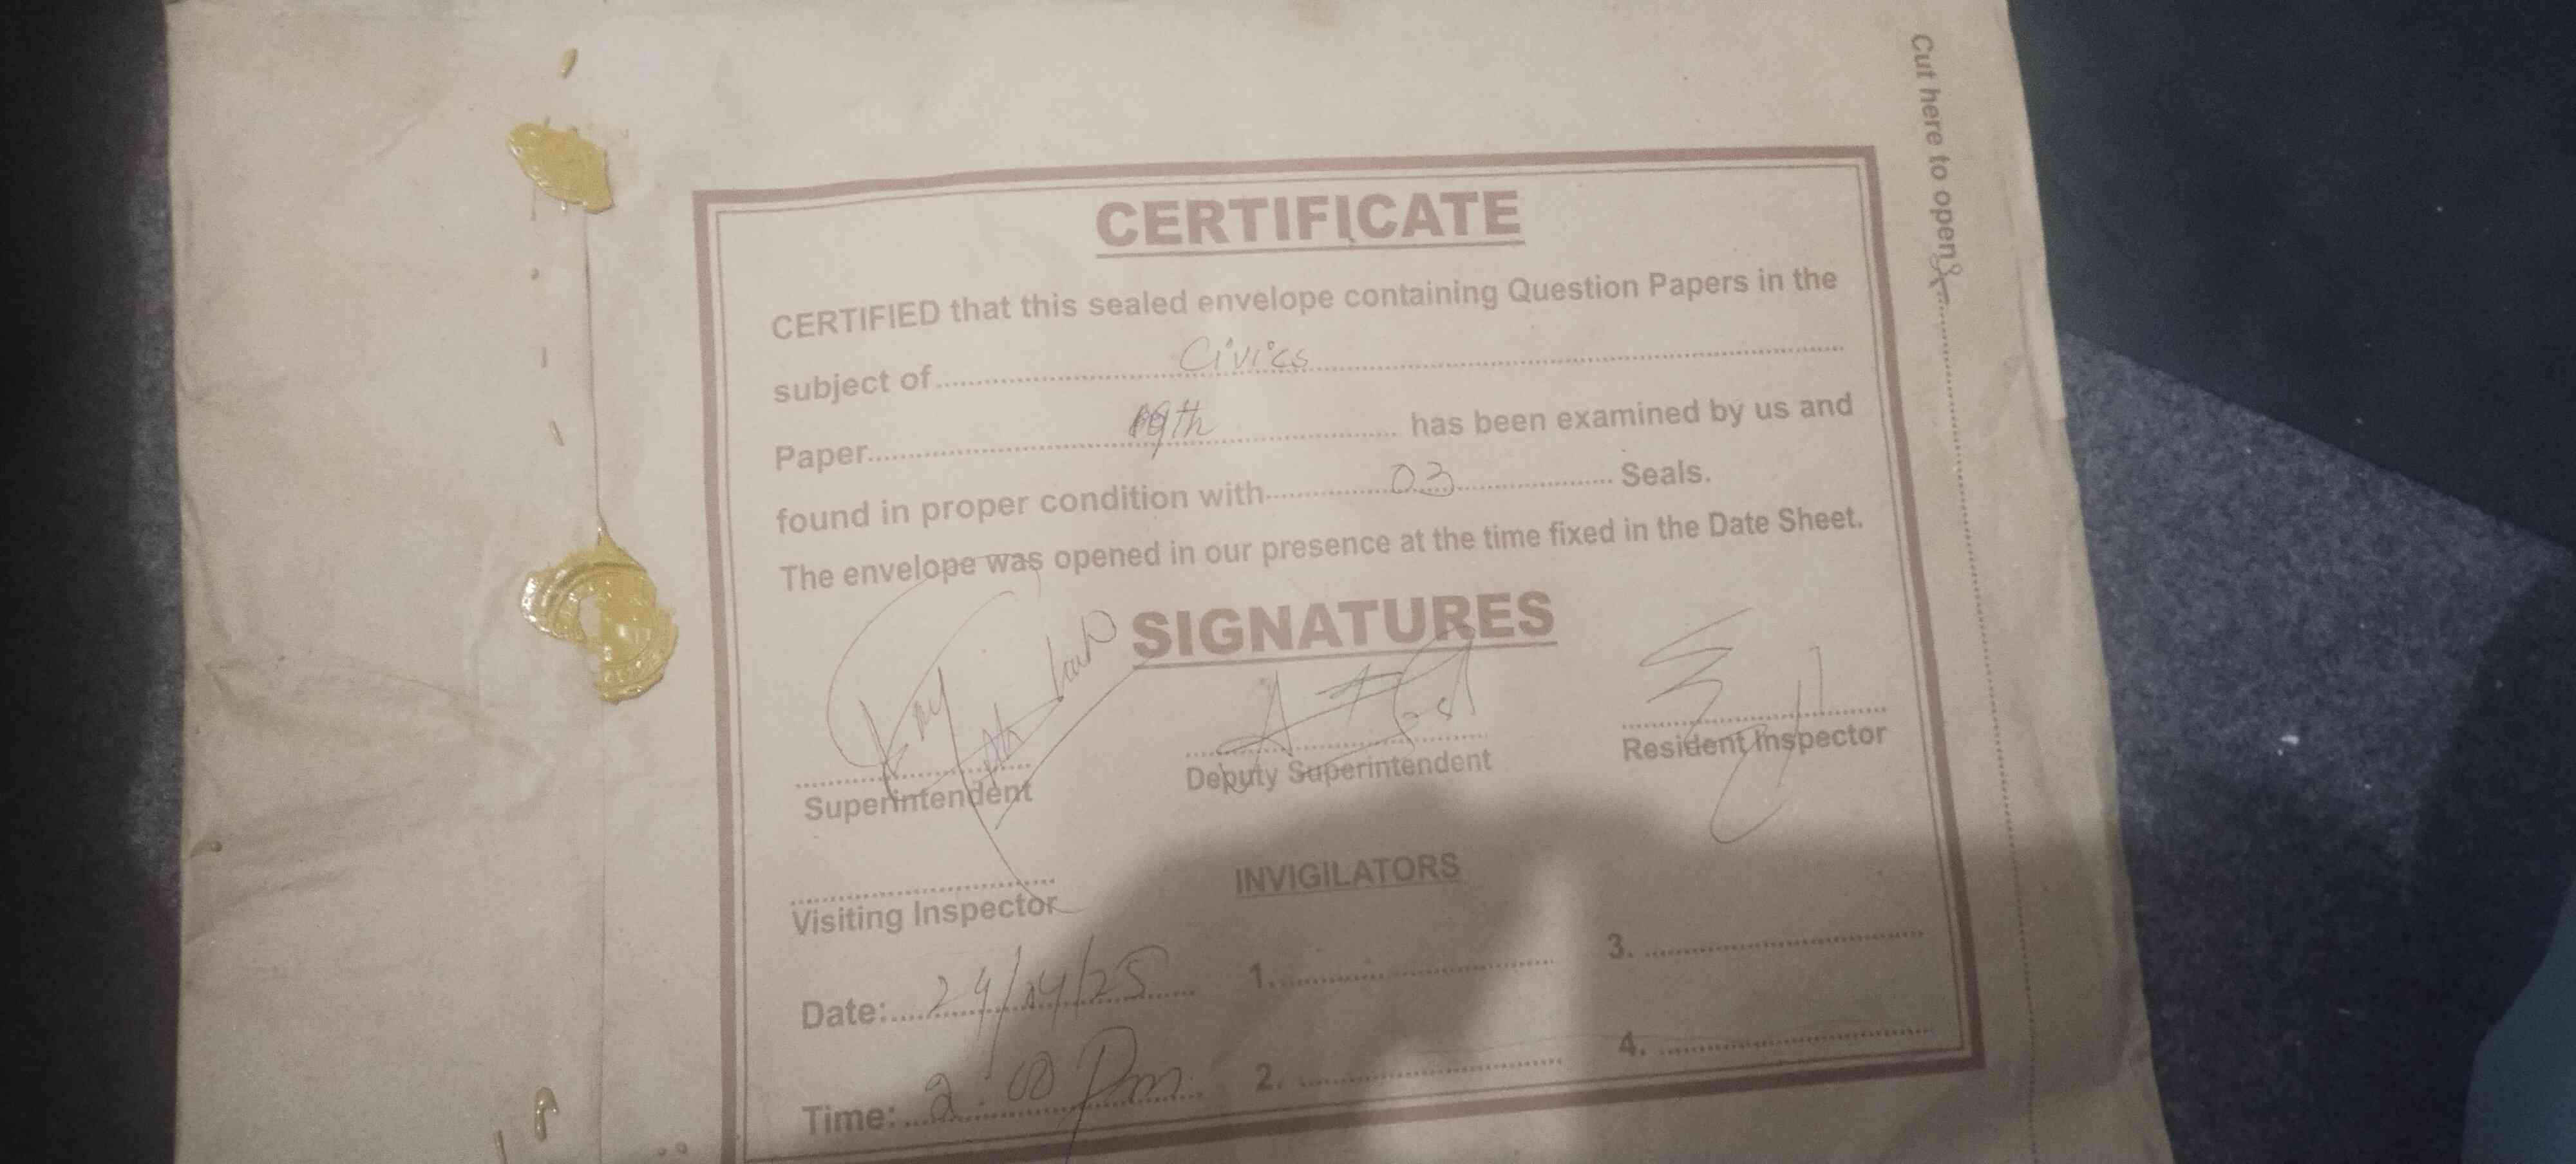 Cut here to open
CERTIFICATE
CERTIFIED that this sealed envelope containing Question Papers in the
subject of Civics
Paper 9th has been examined by us and
found in proper condition with 03 Seals.
The envelope was opened in our presence at the time fixed in the Date Sheet.
SIGNATURES
Superintendent
Deputy Superintendent
Resident Inspector
Visiting Inspector
INVIGILATORS
Date: 24/04/25
1.
3.
Time: 2:00 Pm
2.
4.